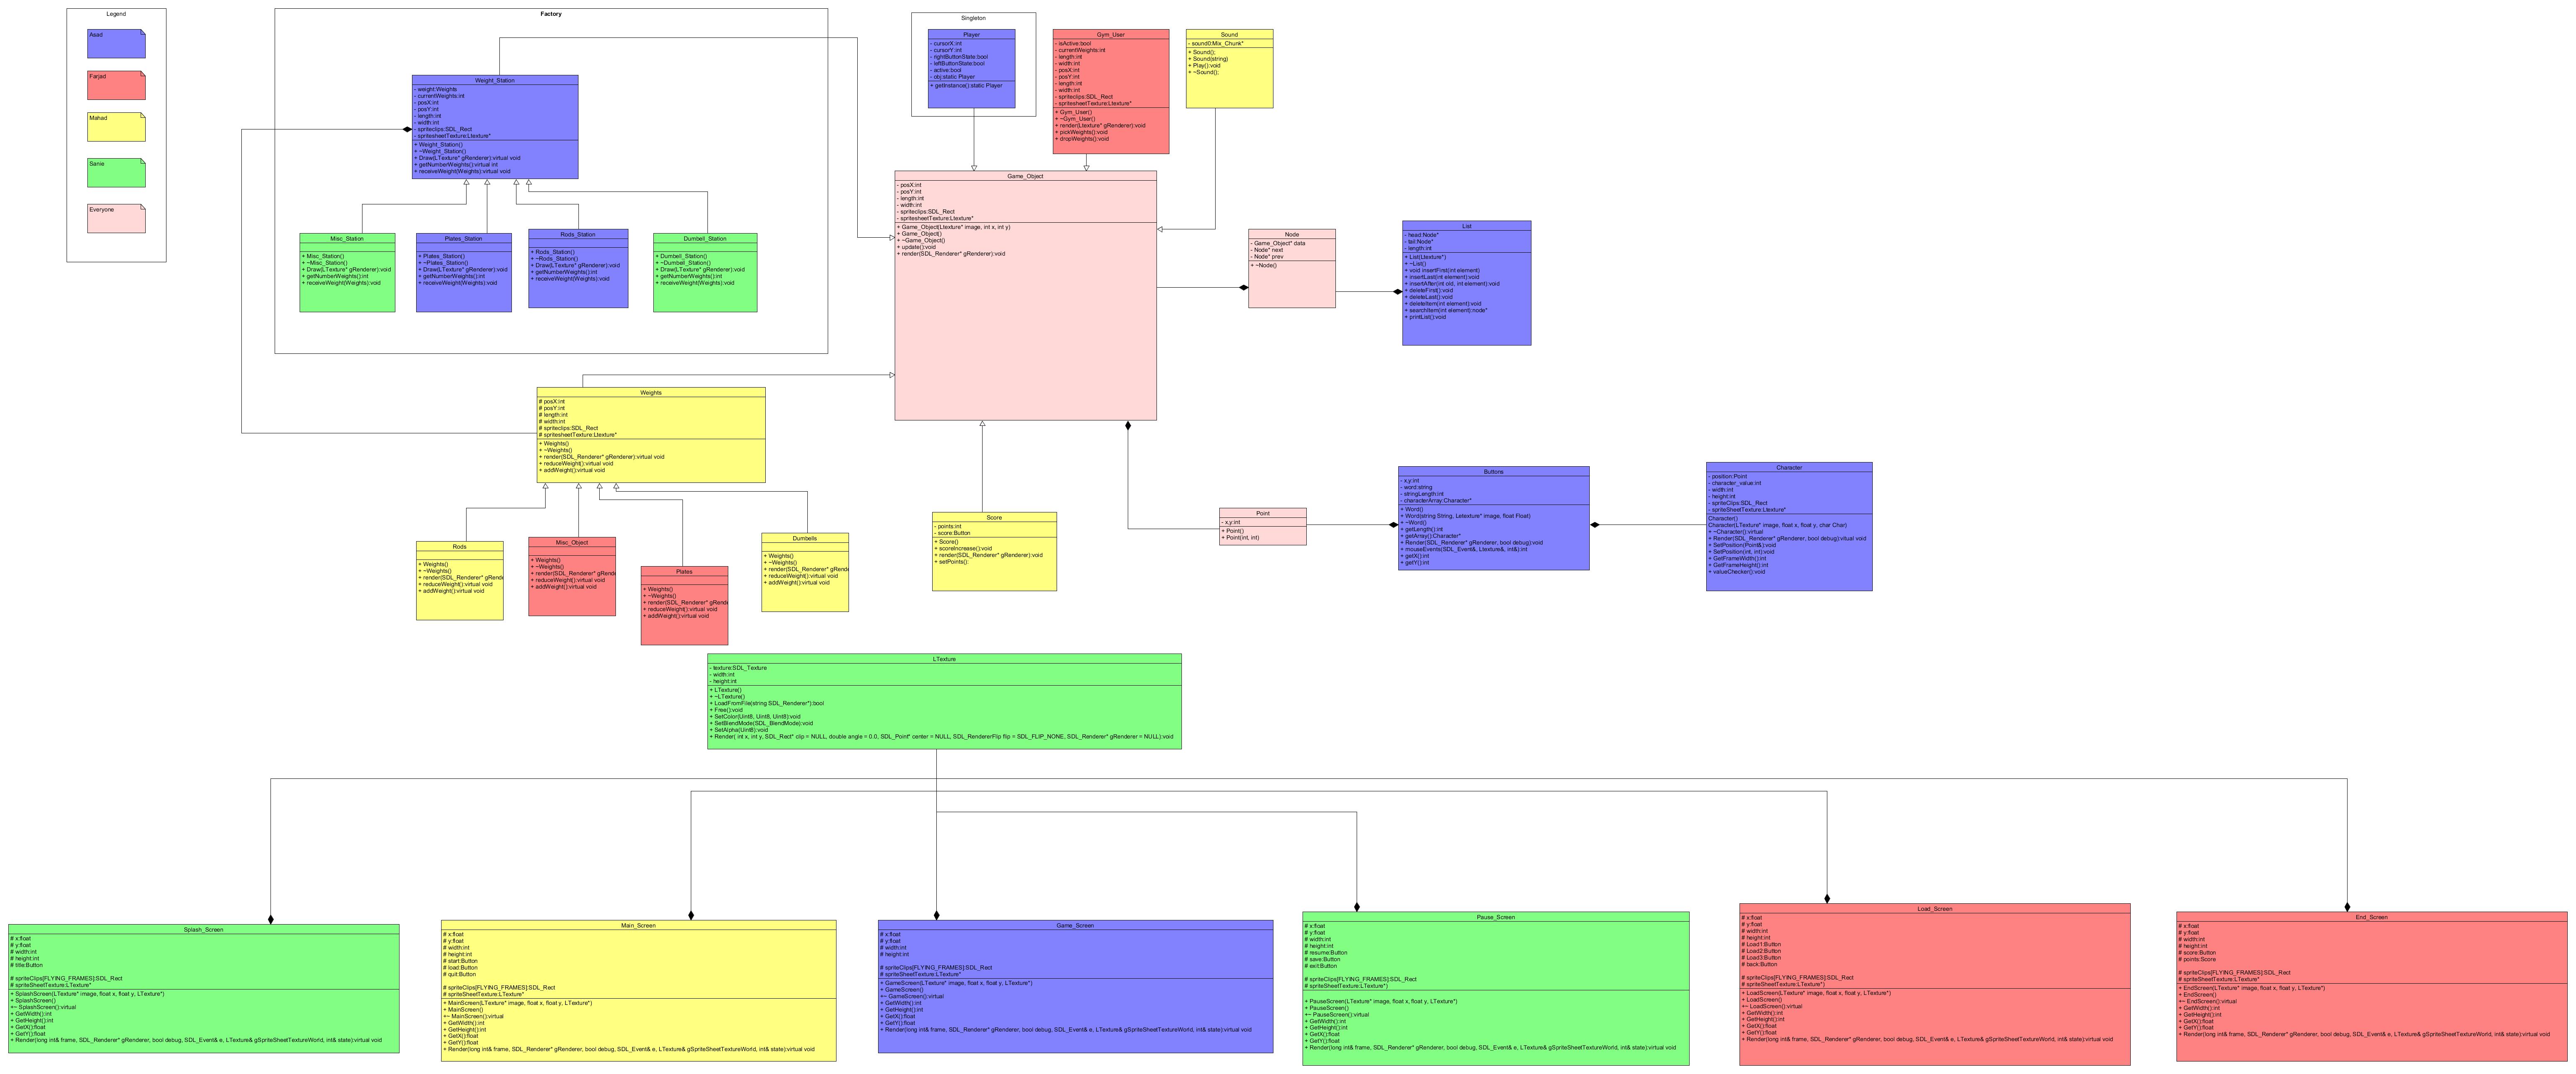 Legend
Asad
Farjad
Mahad
Sanie
Everyone
Factory
Weight_Station
- weight:Weights
- currentWeights:int
- posX:int
- posY:int
- length:int
- width:int
- spriteclips:SDL_Rect
- spritesheetTexture:Ltexture*
+ Weight_Station()
+ ~Weight_Station()
+ Draw(LTexture* gRenderer):virtual void
+ getNumberWeights():virtual int
+ receiveWeight(Weights):virtual void
Misc_Station
+ Misc_Station()
+ ~Misc_Station()
+ Draw(LTexture* gRenderer):void
+ getNumberWeights():int
+ receiveWeight(Weights):void
Plates_Station
+ Plates_Station()
+ ~Plates_Station()
+ Draw(LTexture* gRenderer):void
+ getNumberWeights():int
+ receiveWeight(Weights):void
Rods_Station
+ Rods_Station()
+ ~Rods_Station()
+ Draw(LTexture* gRenderer):void
+ getNumberWeights():int
+ receiveWeight(Weights):void
Dumbell_Station
+ Dumbell_Station()
+ ~Dumbell_Station()
+ Draw(LTexture* gRenderer):void
+ getNumberWeights():int
+ receiveWeight(Weights):void
Singleton
Player
- cursorX:int
- cursorY:int
- rightButtonState:bool
- leftButtonState:bool
- active:bool
- obj:static Player
+ getInstance():static Player
Gym_User
- isActive:bool
- currentWeights:int
- length:int
- width:int
- posX:int
- posY:int
- length:int
- width:int
- spriteclips:SDL_Rect
- spritesheetTexture:Ltexture*
+ Gym_User()
+ ~Gym_User()
+ render(Ltexture* gRenderer):void
+ pickWeights():void
+ dropWeights():void
Sound
- sound0:Mix_Chunk*
+ Sound();
+ Sound(string)
+ Play():void
+ ~Sound();
Game_Object
- posX:int
- posY:int
- length:int
- width:int
- spriteclips:SDL_Rect
- spritesheetTexture:Ltexture*
+ Game_Object(Ltexture* image, int x, int y)
+ Game_Object()
+ ~Game_Object()
+ update():void
+ render(SDL_Renderer* gRenderer):void
Node
- Game_Object* data
- Node* next
- Node* prev
+ ~Node()
List
- head:Node*
- tail:Node*
- length:int
+ List(Ltexture*)
+ ~List()
+ void insertFirst(int element)
+ insertLast(int element):void
+ insertAfter(int old, int element):void
+ deleteFirst():void
+ deleteLast():void
+ deleteItem(int element):void
+ searchItem(int element):node*
+ printList():void
Weights
# posX:int
# posY:int
# length:int
# width:int
# spriteclips:SDL_Rect
# spritesheetTexture:Ltexture*
+ Weights()
+ ~Weights()
+ render(SDL_Renderer* gRenderer):virtual void
+ reduceWeight():virtual void
+ addWeight():virtual void
Rods
+ Weights()
+ ~Weights()
+ render(SDL_Renderer* gRende
+ reduceWeight():virtual void
+ addWeight():virtual void
Misc_Object
+ Weights()
+ ~Weights()
+ render(SDL_Renderer* gRende
+ reduceWeight():virtual void
+ addWeight():virtual void
Plates
+ Weights()
+ ~Weights()
+ render(SDL_Renderer* gRende
+ reduceWeight():virtual void
+ addWeight():virtual void
Dumbells
+ Weights()
+ ~Weights()
+ render(SDL_Renderer* gRende
+ reduceWeight():virtual void
+ addWeight():virtual void
Score
- points:int
- score:Button
+ Score()
+ scoreIncrease():void
+ render(SDL_Renderer* gRenderer):void
+ setPoints();
Point
- x,y:int
+ Point()
+ Point(int, int)
Buttons
- x,y:int
- word:string
- stringLength:int
- characterArray:Character*
+ Word()
+ Word(string String, Letexture* image, float Float)
+ ~Word()
+ getLength():int
+ getArray():Character*
+ Render(SDL_Renderer* gRenderer, bool debug):void
+ mouseEvents(SDL_Event&, Ltexture&, int&):int
+ getX():int
+ getY():int
Character
- position:Point
- character_value:int
- width:int
- height:int
- spriteClips:SDL_Rect
- spriteSheetTexture:Ltexture*
Character()
Character(LTexture* image, float x, float y, char Char)
+ ~Character():virtual
+ Render(SDL_Renderer* gRenderer, bool debug):vitual void
+ SetPosition(Point&):void
+ SetPosition(int, int):void
+ GetFrameWidth():int
+ GetFrameHeight():int
+ valueChecker():void
LTexture
- texture:SDL_Texture
- width:int
- height:int
+ LTexture()
+ ~LTexture()
+ LoadFromFile(string SDL_Renderer*):bool
+ Free():void
+ SetColor(Uint8, Uint8, Uint8):void
+ SetBlendMode(SDL_BlendMode):void
+ SetAlpha(Uint8):void
+ Render( int x, int y, SDL_Rect* clip = NULL, double angle = 0.0, SDL_Point* center = NULL, SDL_RendererFlip flip = SDL_FLIP_NONE, SDL_Renderer* gRenderer = NULL):void
Splash_Screen
# x:float
# y:float
# width:int
# height:int
# title:Button
# spriteClips[FLYING_FRAMES]:SDL_Rect
# spriteSheetTexture:LTexture*
+ SplashScreen(LTexture* image, float x, float y, LTexture*)
+ SplashScreen()
+~ SplashScreen():virtual
+ GetWidth():int
+ GetHeight():int
+ GetX():float
+ GetY():float
+ Render(long int& frame, SDL_Renderer* gRenderer, bool debug, SDL_Event& e, LTexture& gSpriteSheetTextureWorld, int& state):virtual void
Main_Screen
# x:float
# y:float
# width:int
# height:int
# start:Button
# load:Button
# quit:Button
# spriteClips[FLYING_FRAMES]:SDL_Rect
# spriteSheetTexture:LTexture*
+ MainScreen(LTexture* image, float x, float y, LTexture*)
+ MainScreen()
+~ MainScreen():virtual
+ GetWidth():int
+ GetHeight():int
+ GetX():float
+ GetY():float
+ Render(long int& frame, SDL_Renderer* gRenderer, bool debug, SDL_Event& e, LTexture& gSpriteSheetTextureWorld, int& state):virtual void
Game_Screen
# x:float
# y:float
# width:int
# height:int
# spriteClips[FLYING_FRAMES]:SDL_Rect
# spriteSheetTexture:LTexture*
+ GameScreen(LTexture* image, float x, float y, LTexture*)
+ GameScreen()
+~ GameScreen():virtual
+ GetWidth():int
+ GetHeight():int
+ GetX():float
+ GetY():float
+ Render(long int& frame, SDL_Renderer* gRenderer, bool debug, SDL_Event& e, LTexture& gSpriteSheetTextureWorld, int& state):virtual void
Pause_Screen
# x:float
# y:float
# width:int
# height:int
# resume:Button
# save:Button
# exit:Button
# spriteClips[FLYING_FRAMES]:SDL_Rect
# spriteSheetTexture:LTexture*)
+ PauseScreen(LTexture* image, float x, float y, LTexture*)
+ PauseScreen()
+~ PauseScreen():virtual
+ GetWidth():int
+ GetHeight():int
+ GetX():float
+ GetY():float
+ Render(long int& frame, SDL_Renderer* gRenderer, bool debug, SDL_Event& e, LTexture& gSpriteSheetTextureWorld, int& state):virtual void
Load_Screen
# x:float
# y:float
# width:int
# height:int
# Load1:Button
# Load2:Button
# Load3:Button
# back:Button
# spriteClips[FLYING_FRAMES]:SDL_Rect
# spriteSheetTexture:LTexture*)
+ LoadScreen(LTexture* image, float x, float y, LTexture*)
+ LoadScreen()
+~ LoadScreen():virtual
+ GetWidth():int
+ GetHeight():int
+ GetX():float
+ GetY():float
+ Render(long int& frame, SDL_Renderer* gRenderer, bool debug, SDL_Event& e, LTexture& gSpriteSheetTextureWorld, int& state):virtual void
End_Screen
# x:float
# y:float
# width:int
# height:int
# score:Button
# points:Score
# spriteClips[FLYING_FRAMES]:SDL_Rect
# spriteSheetTexture:LTexture*
+ EndScreen(LTexture* image, float x, float y, LTexture*)
+ EndScreen()
+~ EndScreen():virtual
+ GetWidth():int
+ GetHeight():int
+ GetX():float
+ GetY():float
+ Render(long int& frame, SDL_Renderer* gRenderer, bool debug, SDL_Event& e, LTexture& gSpriteSheetTextureWorld, int& state):virtual void